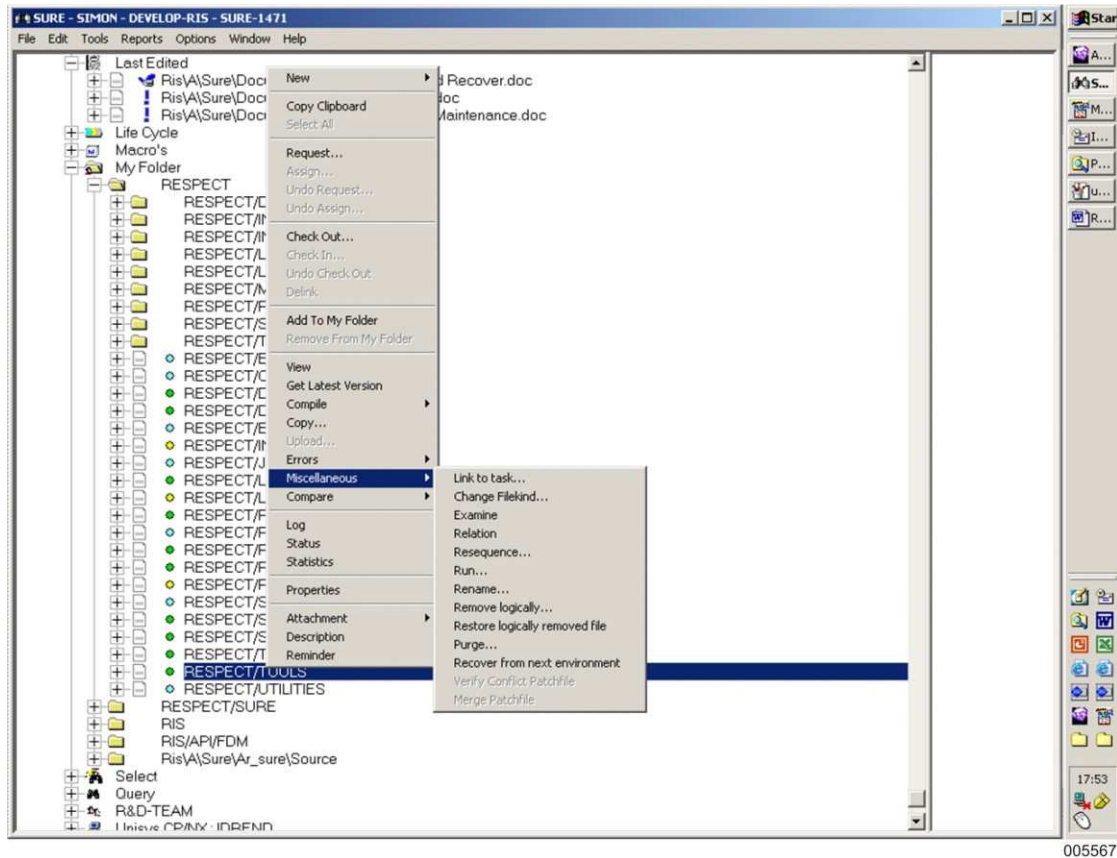 SURE - SIMON - DEVELOP-RIS - SURE-1471
File Edit Tools Reports Options Window Help
Last Edited
Ris\A\Sure\Doc d Recover.doc
Ris\A\Sure\Doc doc
Ris\A\Sure\Doc Maintenance.doc
Life Cycle
Macro's
My Folder
RESPECT
RESPECT/D
RESPECT/IN
RESPECT/IN
RESPECT/L
RESPECT/L
RESPECT/M
RESPECT/F
RESPECT/S
RESPECT/T
RESPECT/E
RESPECT/C
RESPECT/D
RESPECT/D
RESPECT/E
RESPECT/IN
RESPECT/J
RESPECT/L
RESPECT/L
RESPECT/F
RESPECT/F
RESPECT/F
RESPECT/F
RESPECT/F
RESPECT/S
RESPECT/S
RESPECT/S
RESPECT/T
RESPECT/TOOLS
RESPECT/UTILITIES
RESPECT/SURE
RIS
RIS/API/FDM
Ris\A\Sure\Ar_sure\Source
Select
Query
R&D-TEAM
Unisys CP/NX : IDREND
New
Copy Clipboard
Select All
Request...
Assign...
Undo Request...
Undo Assign...
Check Out...
Check In...
Undo Check Out
Delink
Add To My Folder
Remove From My Folder
View
Get Latest Version
Compile
Copy...
Upload...
Errors
Miscellaneous
Compare
Log
Status
Statistics
Properties
Attachment
Description
Reminder
Link to task...
Change Filekind...
Examine
Relation
Resequence...
Run...
Rename...
Remove logically...
Restore logically removed file
Purge...
Recover from next environment
Verify Conflict Patchfile
Merge Patchfile
Star
A...
S...
M...
I...
P...
u...
R...
17:53
005567